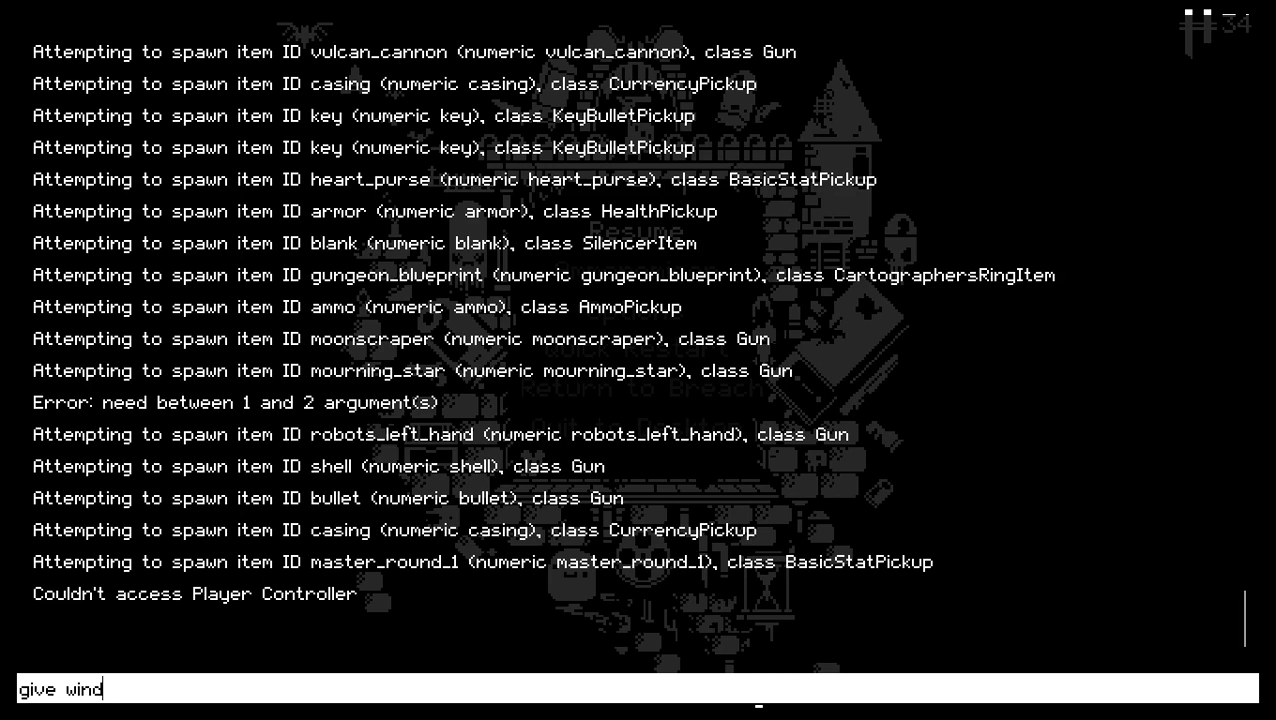 34
Attempting to spawn item ID vulcan_cannon (numeric vulcan_cannon), class Gun
Attempting to spawn item ID casing (numeric casing), class CurrencyPickup
Attempting to spawn item ID key (numeric key), class KeyBulletPickup
Attempting to spawn item ID key (numeric key), class KeyBulletPickup
Attempting to spawn item ID heart_purse (numeric heart_purse), class BasicStatPickup
Attempting to spawn item ID armor (numeric armor), class HealthPickup
Resume
Attempting to spawn item ID blank (numeric blank), class SilencerItem
Attempting to spawn item ID gungeon_blueprint (numeric gungeon_blueprint), class CartographersRingItem
Attempting to spawn item ID ammo (numeric ammo), class AmmoPickup
Attempting to spawn item ID moonscraper (numeric moonscraper), class Gun
Quick Restart
Attempting to spawn item ID mourning_star (numeric mourning_star), class Gun
Return to Breach
Error: need between 1 and 2 argument(s)
Attempting to spawn item ID robots_left_hand (numeric robots_left_hand), class Gun
Attempting to spawn item ID shell (numeric shell), class Gun
Attempting to spawn item ID bullet (numeric bullet), class Gun
Attempting to spawn item ID casing (numeric casing), class CurrencyPickup
Attempting to spawn item ID master_round_1 (numeric master_round_1), class BasicStatPickup
Couldn't access Player Controller
give wind